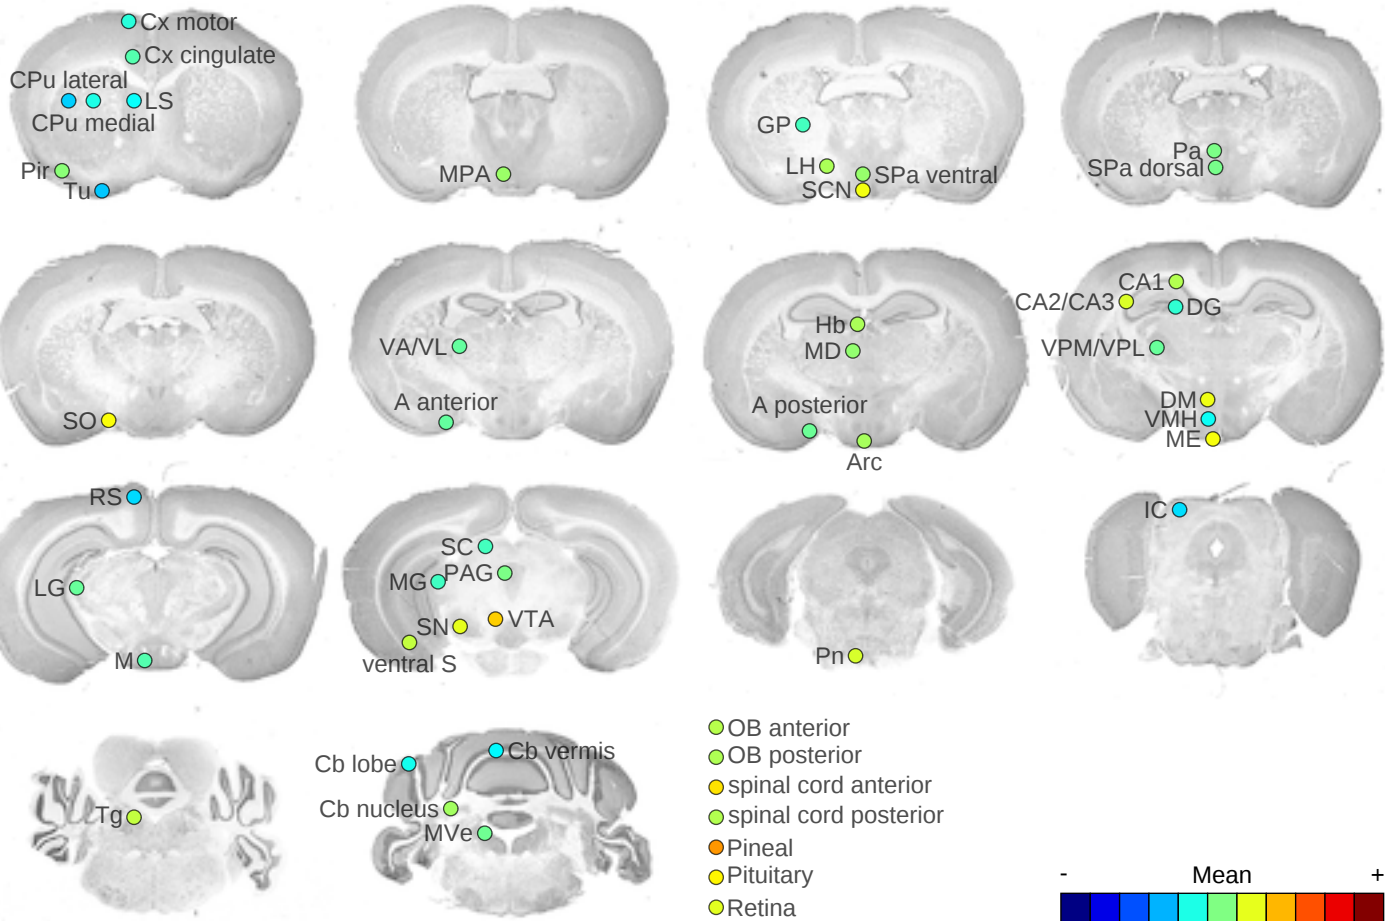 Cx motor
Cx cingulate
CPu lateral
LS
CPu medial
Pir
Tu
MPA
GP
LH
SPa ventral
SCN
Pa
SPa dorsal
SO
VA/VL
A anterior
Hb
MD
A posterior
Arc
CA1
CA2/CA3
DG
VPM/VPL
DM
VMH
ME
RS
LG
M
SC
MG
PAG
SN
VTA
ventral S
Pn
IC
Tg
Cb lobe
Cb vermis
Cb nucleus
MVe
OB anterior
OB posterior
spinal cord anterior
spinal cord posterior
Pineal
Pituitary
Retina
- Mean +